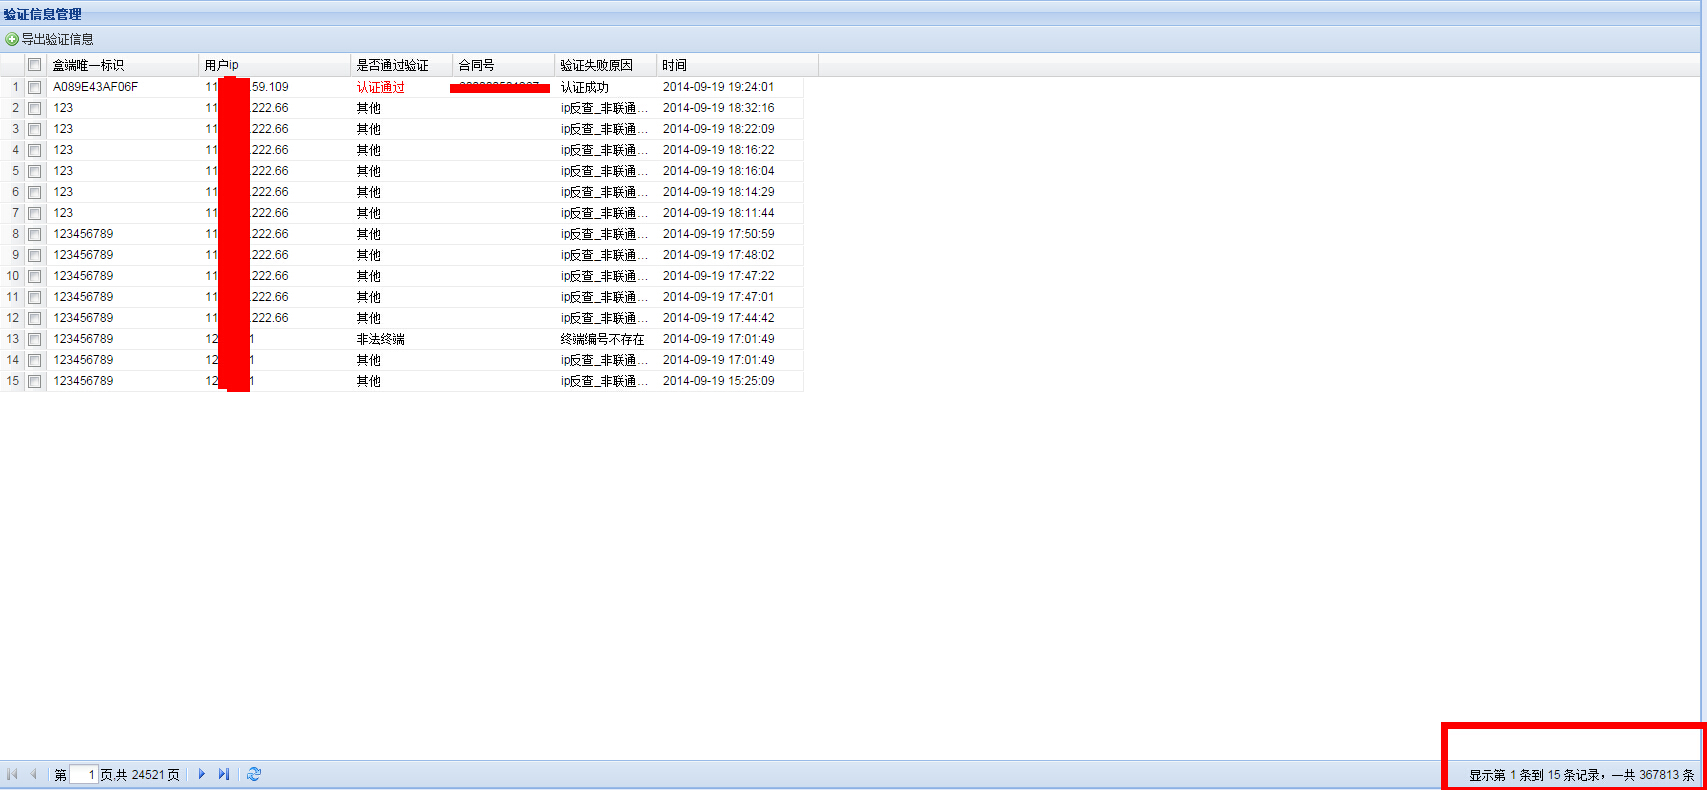 验证信息管理
导出验证信息
盒端唯一标识 用户ip 是否通过验证 合同号 验证失败原因 时间
1 A089E43AF06F 11 .59.109 认证通过 认证成功 2014-09-19 19:24:01
2 123 11 .222.66 其他 ip反查_非联通... 2014-09-19 18:32:16
3 123 11 .222.66 其他 ip反查_非联通... 2014-09-19 18:22:09
4 123 11 .222.66 其他 ip反查_非联通... 2014-09-19 18:16:22
5 123 11 .222.66 其他 ip反查_非联通... 2014-09-19 18:16:04
6 123 11 .222.66 其他 ip反查_非联通... 2014-09-19 18:14:29
7 123 11 .222.66 其他 ip反查_非联通... 2014-09-19 18:11:44
8 123456789 11 .222.66 其他 ip反查_非联通... 2014-09-19 17:50:59
9 123456789 11 .222.66 其他 ip反查_非联通... 2014-09-19 17:48:02
10 123456789 11 .222.66 其他 ip反查_非联通... 2014-09-19 17:47:22
11 123456789 11 .222.66 其他 ip反查_非联通... 2014-09-19 17:47:01
12 123456789 11 .222.66 其他 ip反查_非联通... 2014-09-19 17:44:42
13 123456789 12 1 非法终端 终端编号不存在 2014-09-19 17:01:49
14 123456789 12 1 其他 ip反查_非联通... 2014-09-19 17:01:49
15 123456789 12 1 其他 ip反查_非联通... 2014-09-19 15:25:09
第 1 页,共 24521 页 显示第 1 条到 15 条记录，一共 367813 条